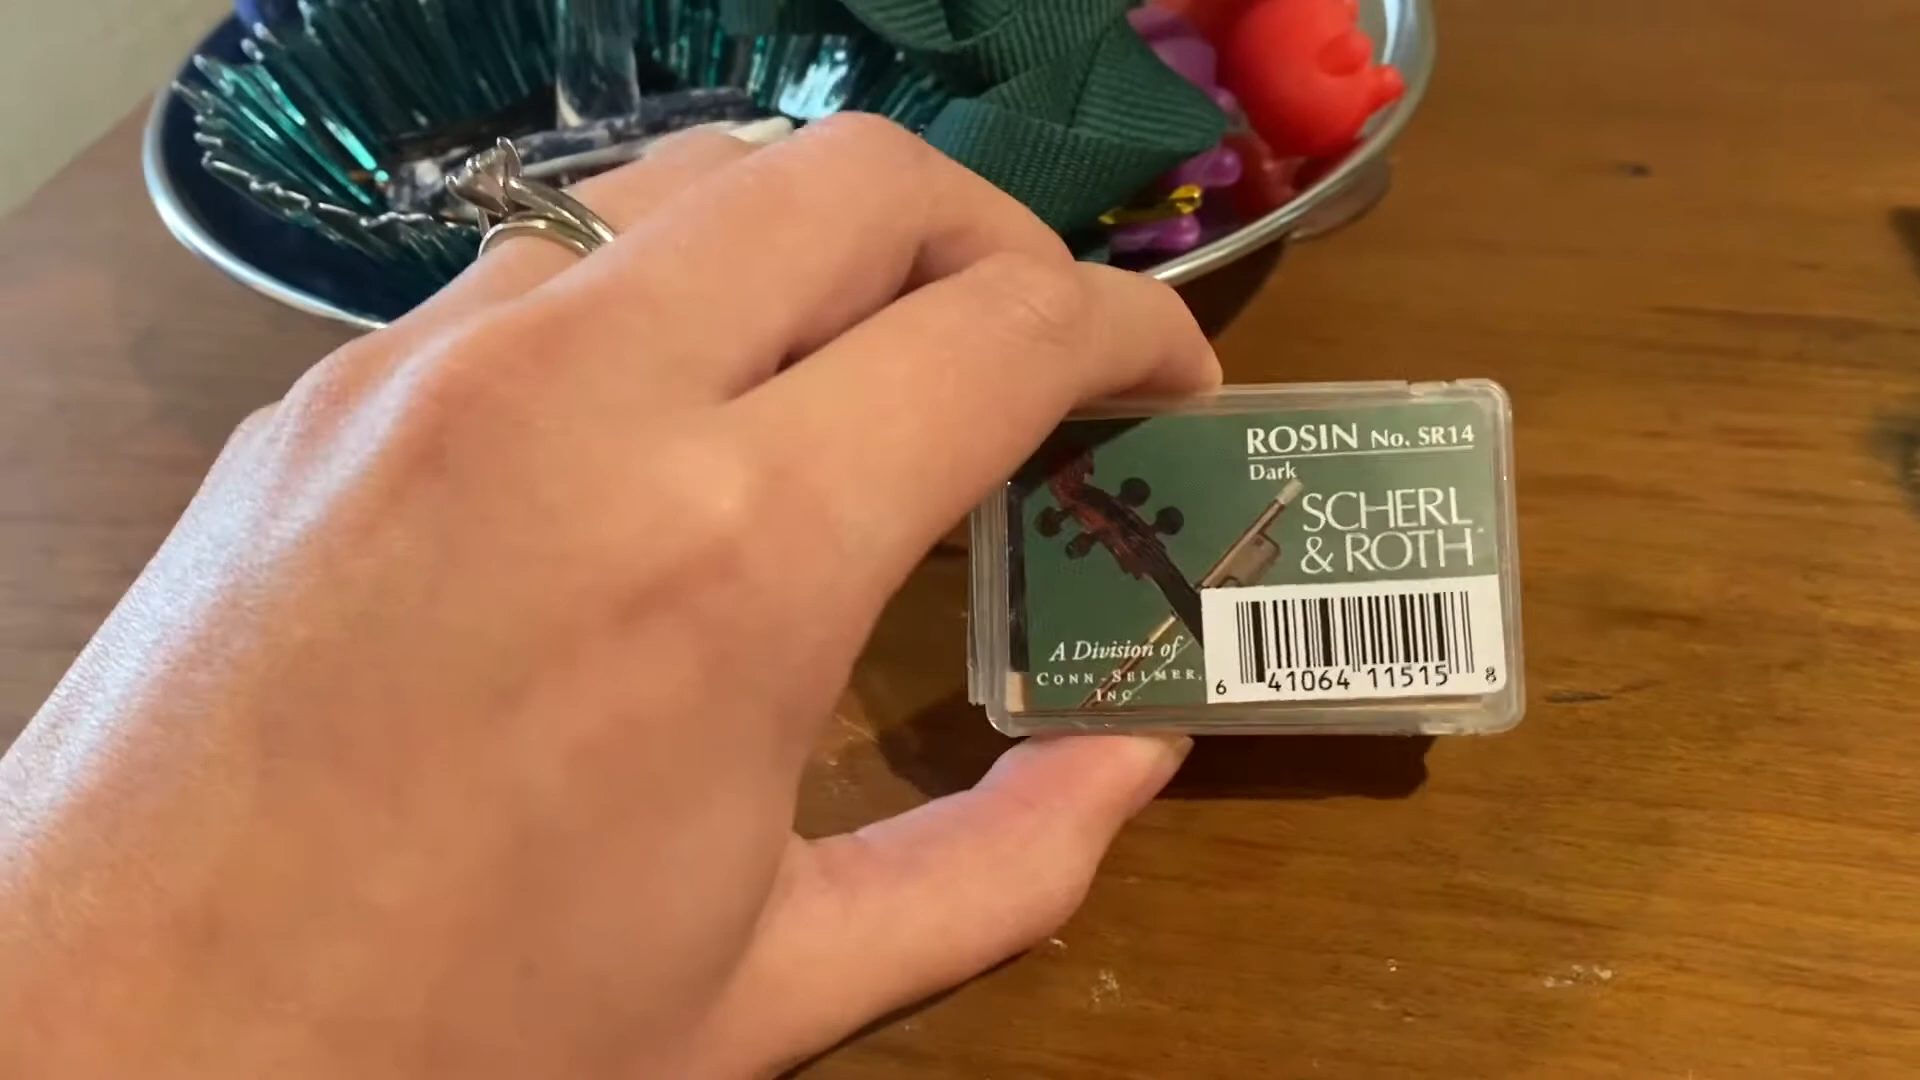 ROSIN No. SR14
Dark
SCHERL
& ROTH
A Division of
CONN-SELMER,
INC.
6 41064 11515 8